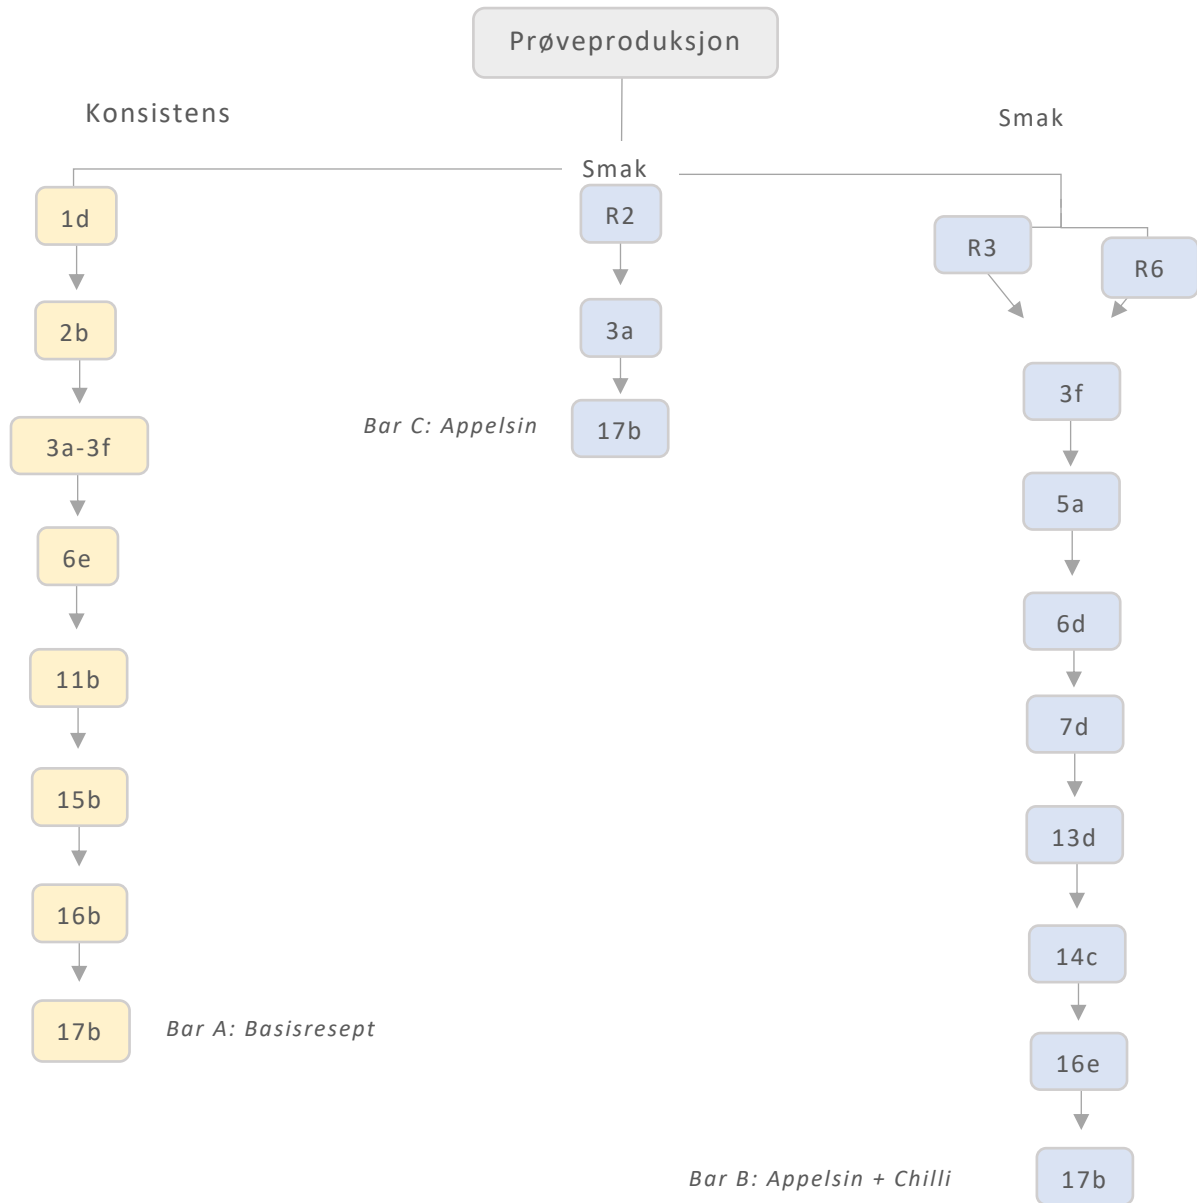 Prøveproduksjon
Konsistens
1d
2b
3a-3f
6e
11b
15b
16b
17b
Bar A: Basisresept
Smak
R2
3a
17b
Bar C: Appelsin
Smak
R3
R6
3f
5a
6d
7d
13d
14c
16e
17b
Bar B: Appelsin + Chilli